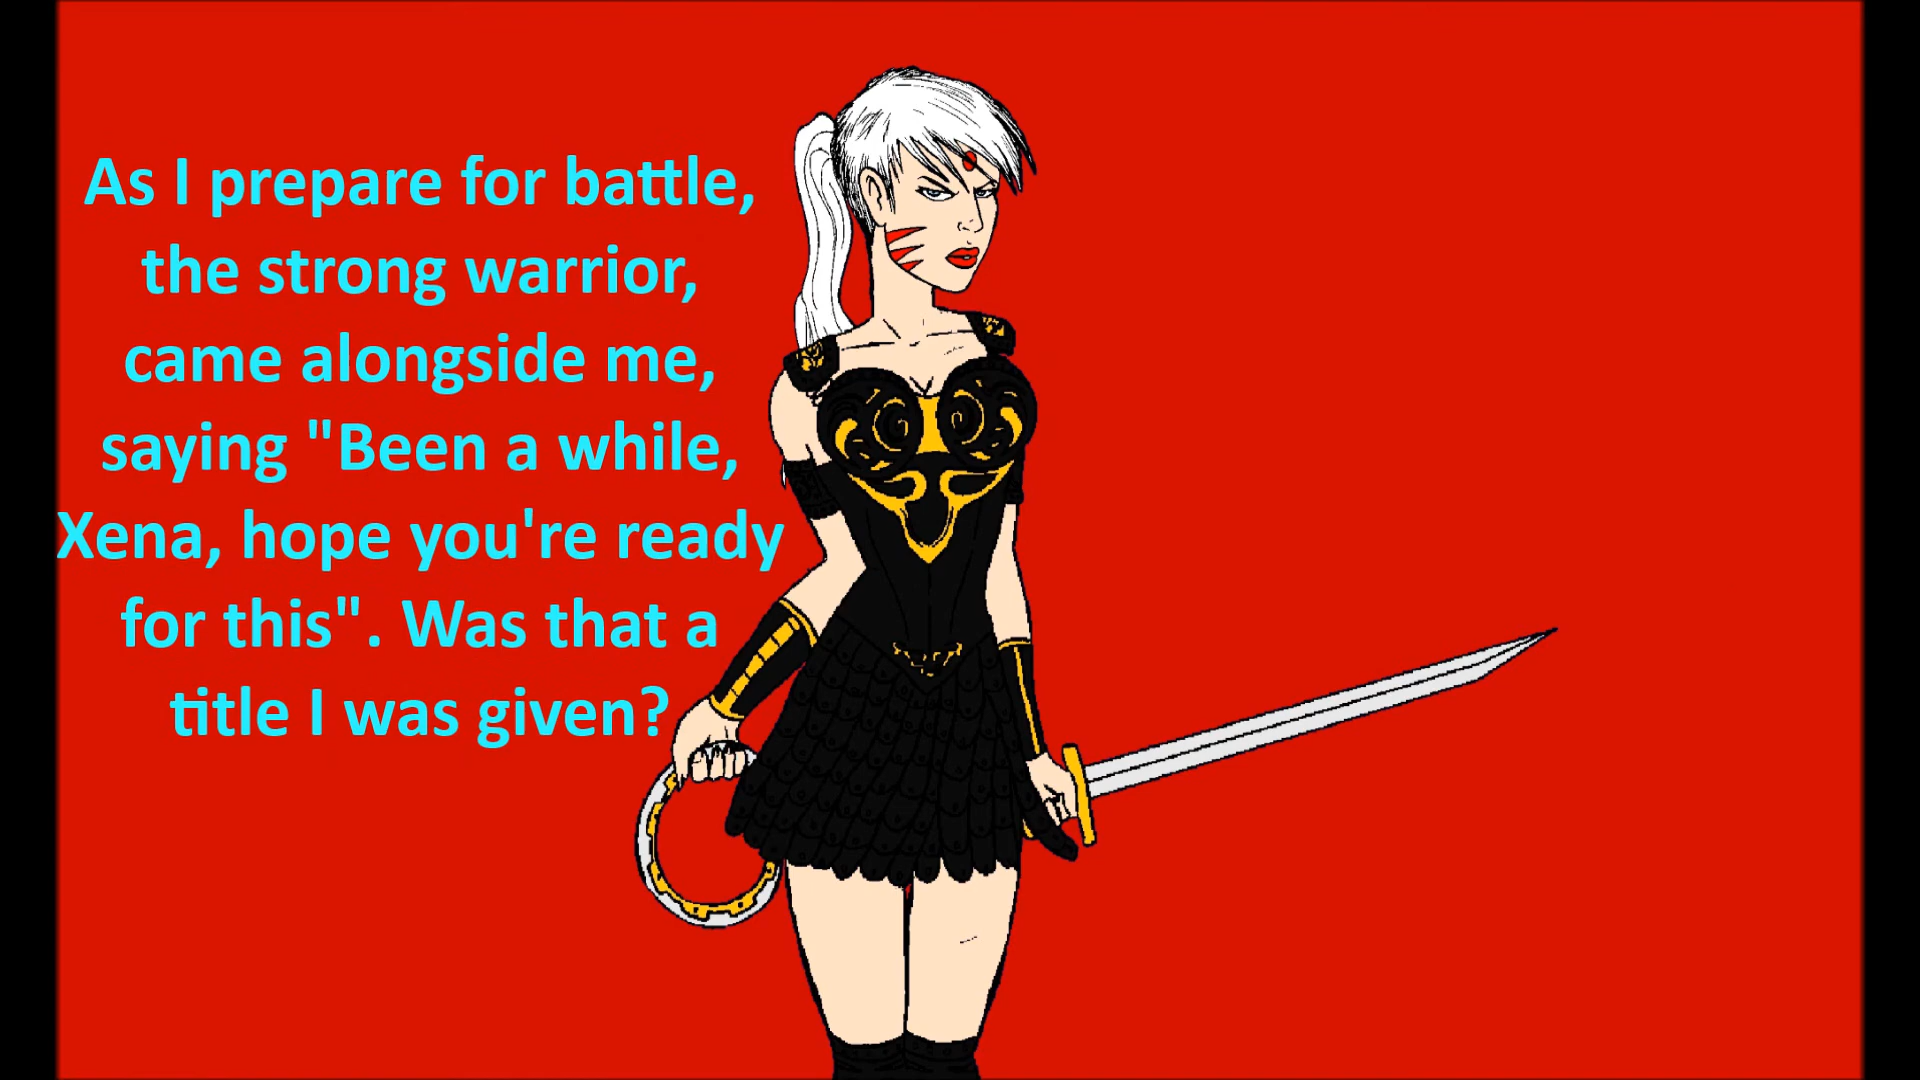 As I prepare for battle,
the strong warrior,
came alongside me,
saying "Been a while,
Xena, hope you're ready
for this". Was that a
title I was given?